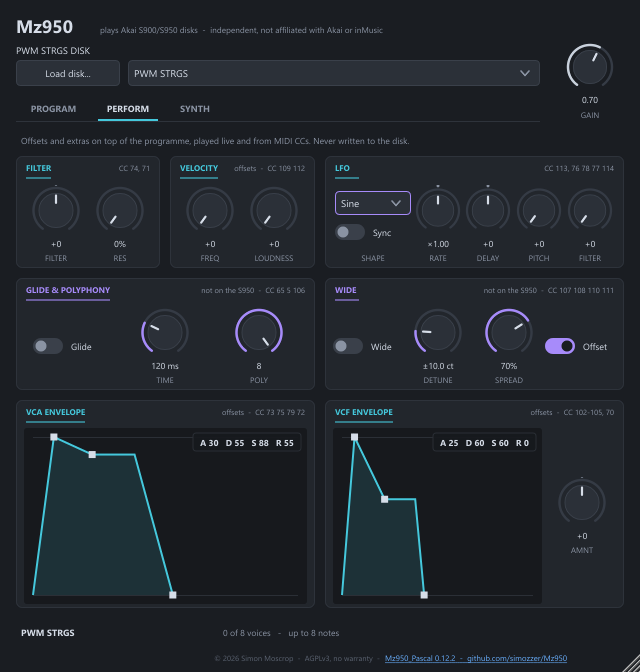 Mz950 plays Akai S900/S950 disks - independent, not affiliated with Akai or inMusic
PWM STRGS DISK
Load disk... PWM STRGS
0.70
GAIN
PROGRAM PERFORM SYNTH
Offsets and extras on top of the programme, played live and from MIDI CCs. Never written to the disk.
FILTER CC 74, 71
+0 0%
FILTER RES
VELOCITY offsets - CC 109 112
+0 +0
FREQ LOUDNESS
LFO CC 113, 76 78 77 114
Sine
Sync
×1.00 +0 +0 +0
SHAPE RATE DELAY PITCH FILTER
GLIDE & POLYPHONY not on the S950 - CC 65 5 106
Glide
120 ms 8
TIME POLY
WIDE not on the S950 - CC 107 108 110 111
Wide Offset
±10.0 ct 70%
DETUNE SPREAD
VCA ENVELOPE offsets - CC 73 75 79 72
A 30 D 55 S 88 R 55
VCF ENVELOPE offsets - CC 102-105, 70
A 25 D 60 S 60 R 0
+0
AMNT
PWM STRGS 0 of 8 voices - up to 8 notes
© 2026 Simon Moscrop - AGPLv3, no warranty - Mz950_Pascal 0.12.2 - github.com/simozzer/Mz950